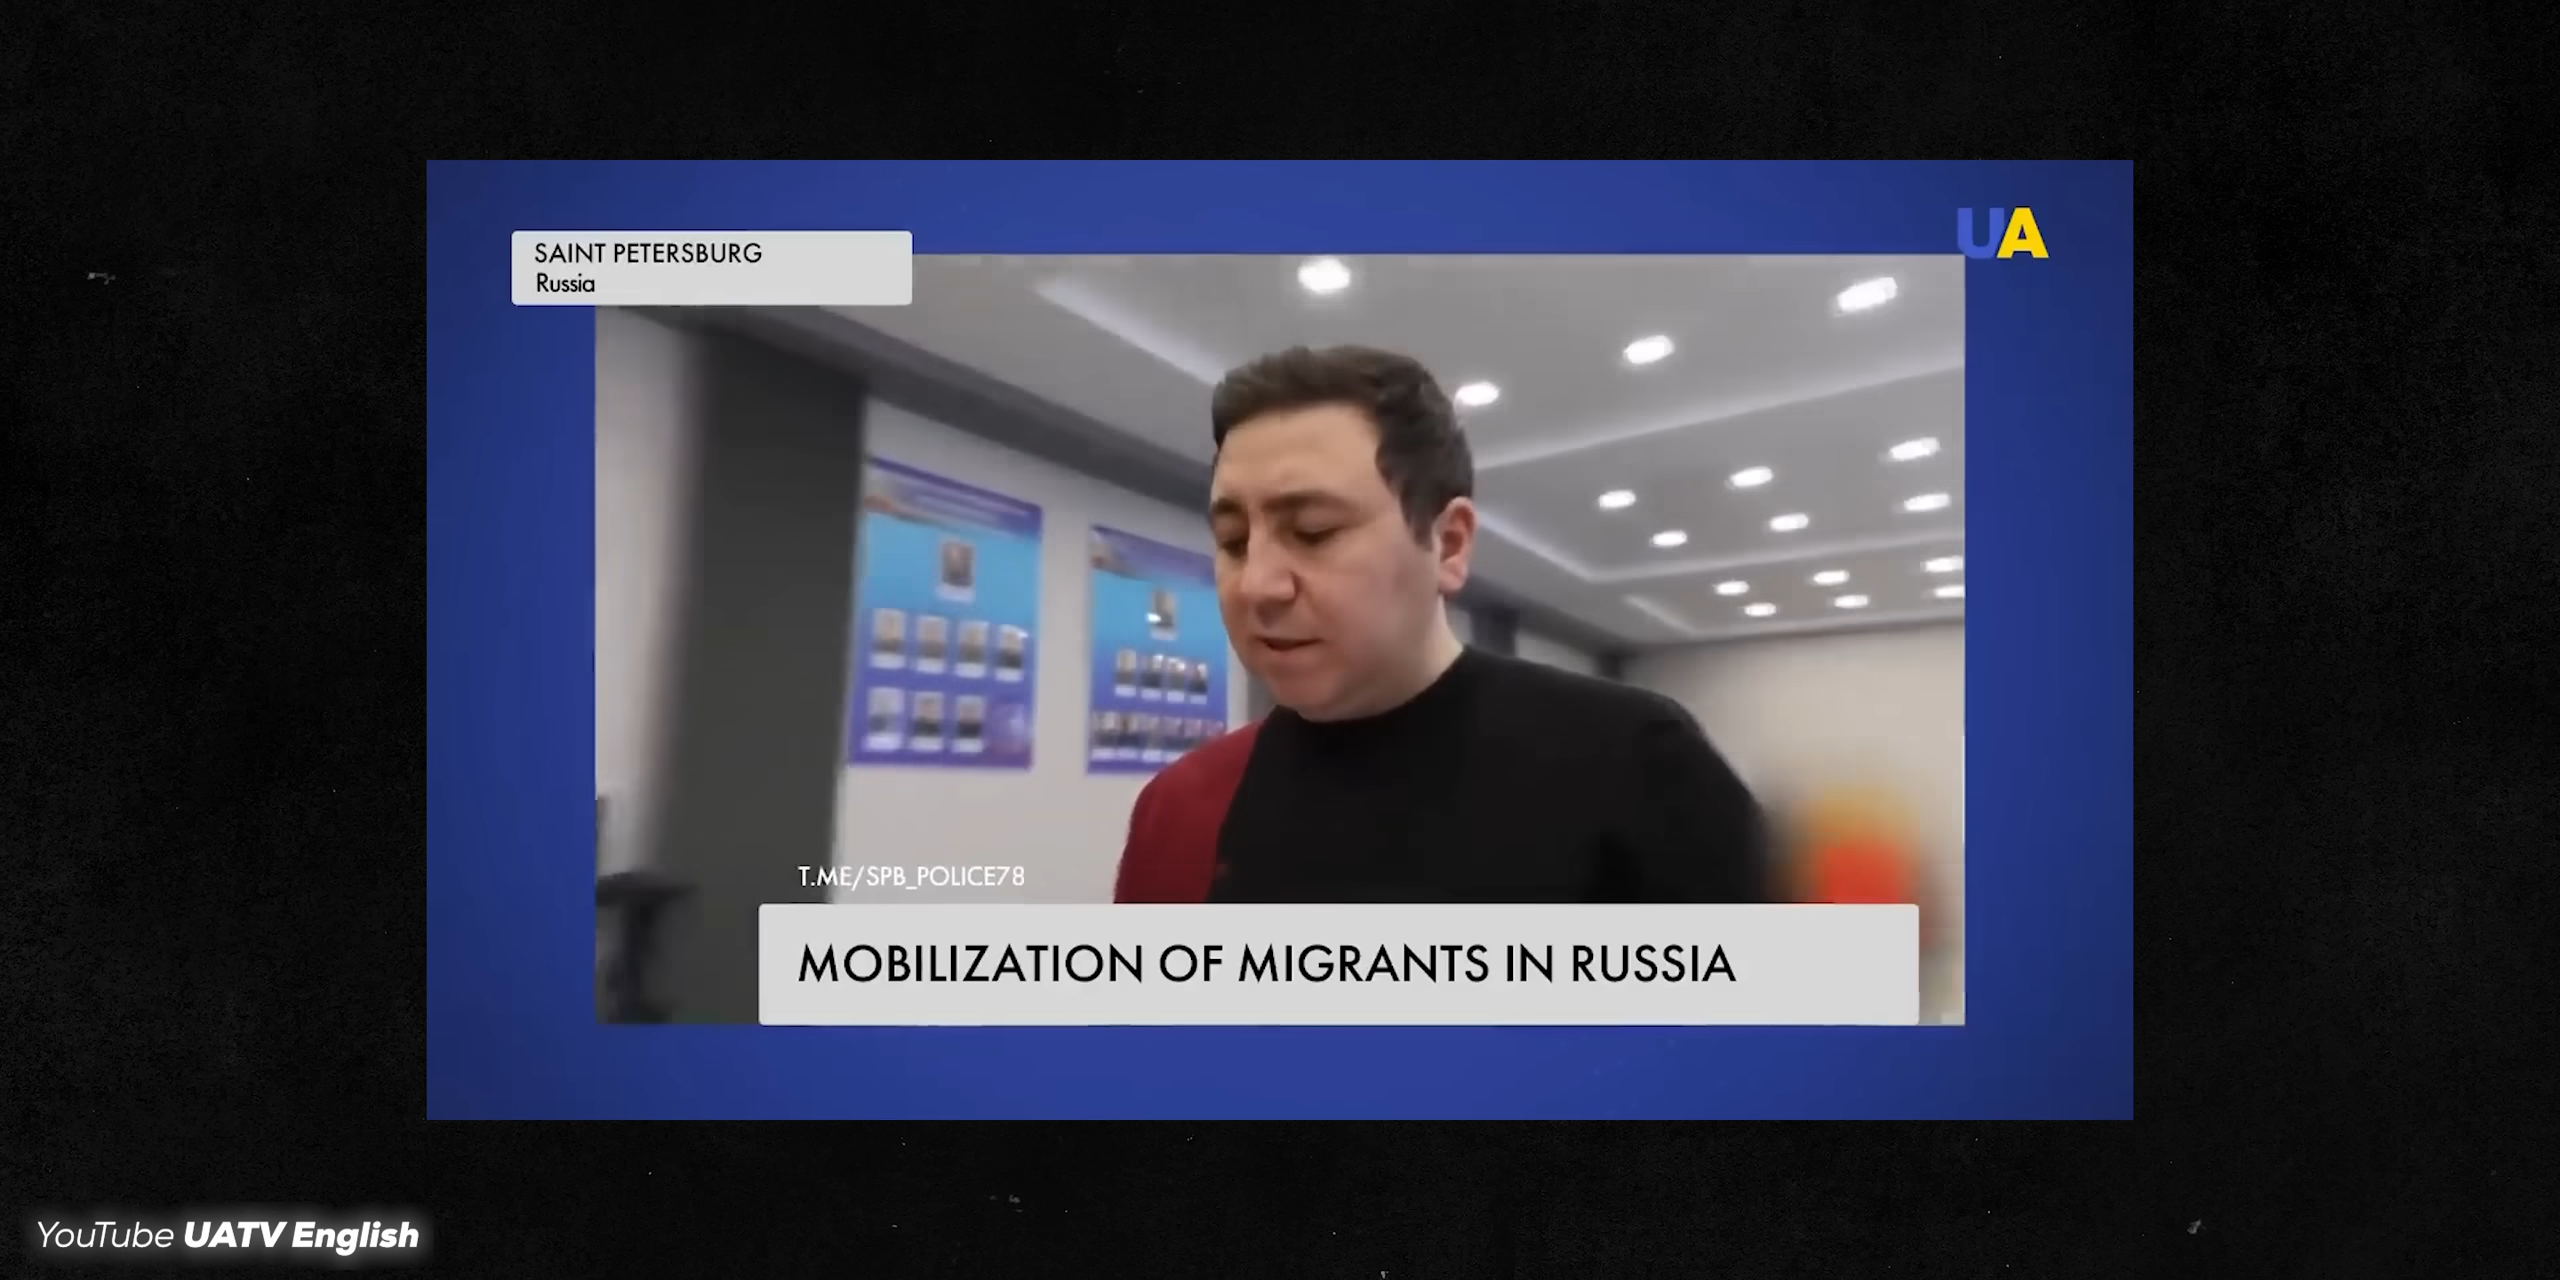 SAINT PETERSBURG
Russia
UA
T.ME/SPB_POLICE78
MOBILIZATION OF MIGRANTS IN RUSSIA
YouTube UATV English